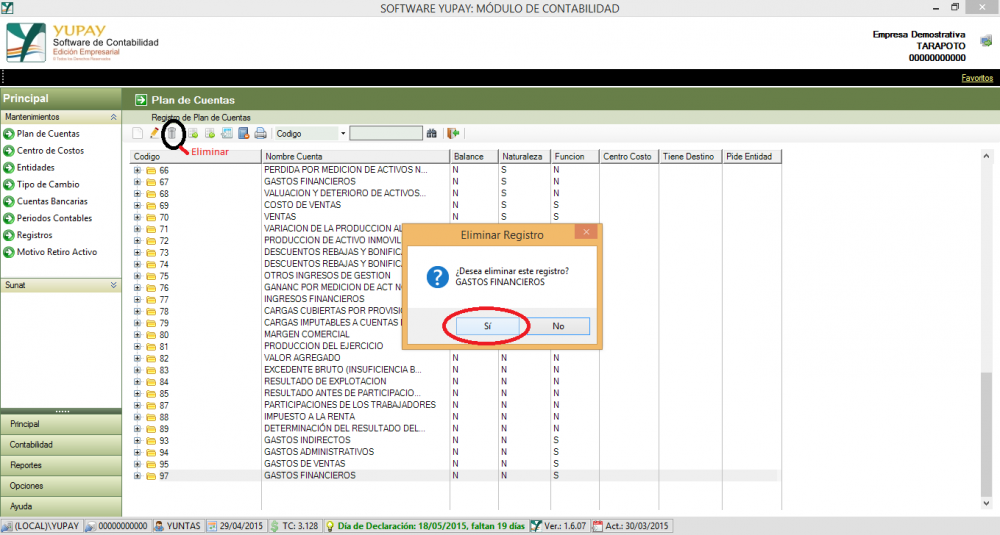 SOFTWARE YUPAY: MÓDULO DE CONTABILIDAD
YUPAY
Software de Contabilidad
Edición Empresarial
© Todos los Derechos Reservados
Empresa Demostrativa
TARAPOTO
00000000000
Favoritos
Principal
Mantenimientos
Plan de Cuentas
Centro de Costos
Entidades
Tipo de Cambio
Cuentas Bancarias
Periodos Contables
Registros
Motivo Retiro Activo
Sunat
Principal
Contabilidad
Reportes
Opciones
Ayuda
Plan de Cuentas
Registro de Plan de Cuentas
Codigo
Eliminar
Codigo Nombre Cuenta Balance Naturaleza Funcion Centro Costo Tiene Destino Pide Entidad
66 PERDIDA POR MEDICION DE ACTIVOS N... N S N
67 GASTOS FINANCIEROS N S N
68 VALUACION Y DETERIORO DE ACTIVOS... N S N
69 COSTO DE VENTAS N S S
70 VENTAS N S S
71 VARIACION DE LA PRODUCCION AL
72 PRODUCCION DE ACTIVO INMOVIL
73 DESCUENTOS REBAJAS Y BONIFIC
74 DESCUENTOS REBAJAS Y BONIFICA
75 OTROS INGRESOS DE GESTION
76 GANANC POR MEDICION DE ACT NO
77 INGRESOS FINANCIEROS
78 CARGAS CUBIERTAS POR PROVISIO
79 CARGAS IMPUTABLES A CUENTAS
80 MARGEN COMERCIAL
81 PRODUCCION DEL EJERCICIO
82 VALOR AGREGADO N N N
83 EXCEDENTE BRUTO (INSUFICIENCIA B... N N N
84 RESULTADO DE EXPLOTACION N N N
85 RESULTADO ANTES DE PARTICIPACIO... N N N
87 PARTICIPACIONES DE LOS TRABAJADORES N N N
88 IMPUESTO A LA RENTA N N N
89 DETERMINACIÓN DEL RESULTADO DEL... N N N
93 GASTOS INDIRECTOS N N S
94 GASTOS ADMINISTRATIVOS N N S
95 GASTOS DE VENTAS N N S
97 GASTOS FINANCIEROS N N S
Eliminar Registro
¿Desea eliminar este registro?
GASTOS FINANCIEROS
Sí
No
(LOCAL)\YUPAY 00000000000 YUNTAS 29/04/2015 TC: 3.128 Día de Declaración: 18/05/2015, faltan 19 días Ver.: 1.6.07 Act.: 30/03/2015